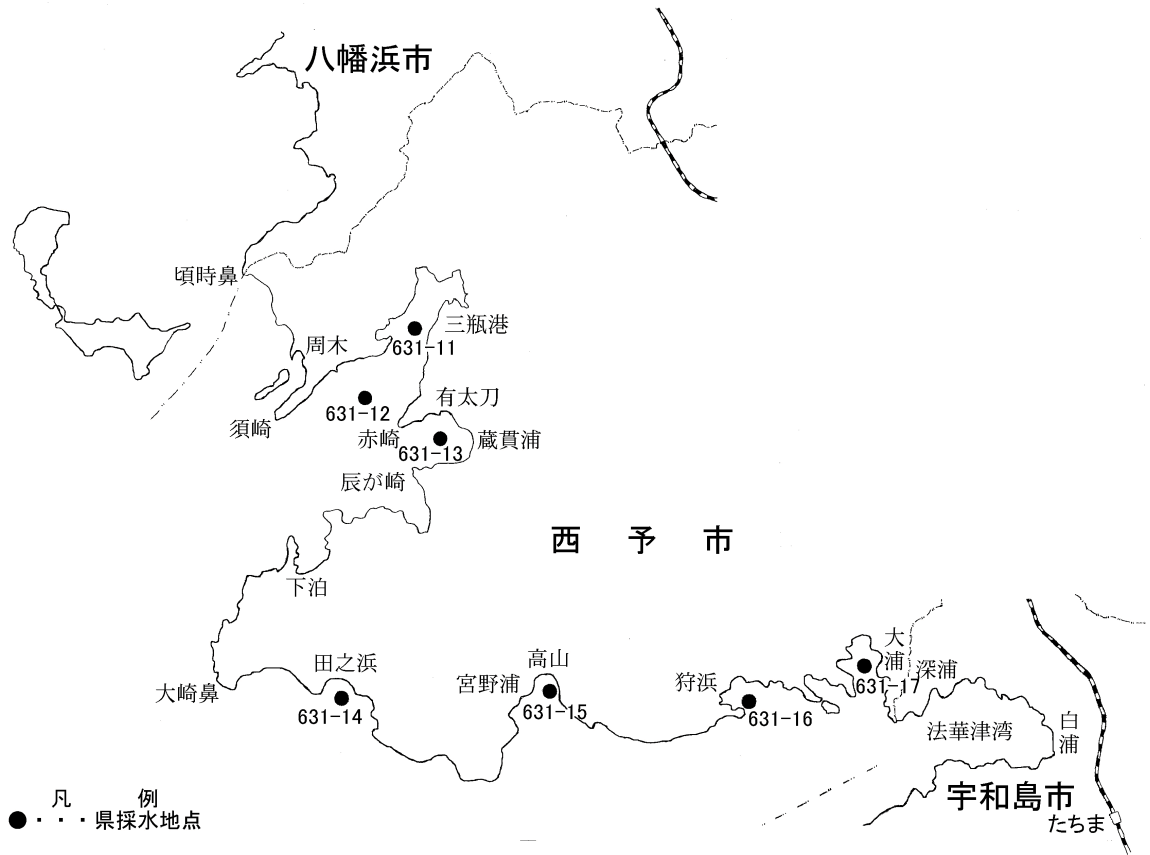 八幡浜市
頃時鼻
三瓶港
周木
631-11
有太刀
631-12
須崎
赤崎
蔵貫浦
631-13
辰が崎
西 予 市
下泊
大浦
田之浜
高山
深浦
狩浜
宮野浦
631-17
大崎鼻
631-14
631-15
631-16
法華津湾
白浦
凡 例
●・・・県採水地点
宇和島市
たちま